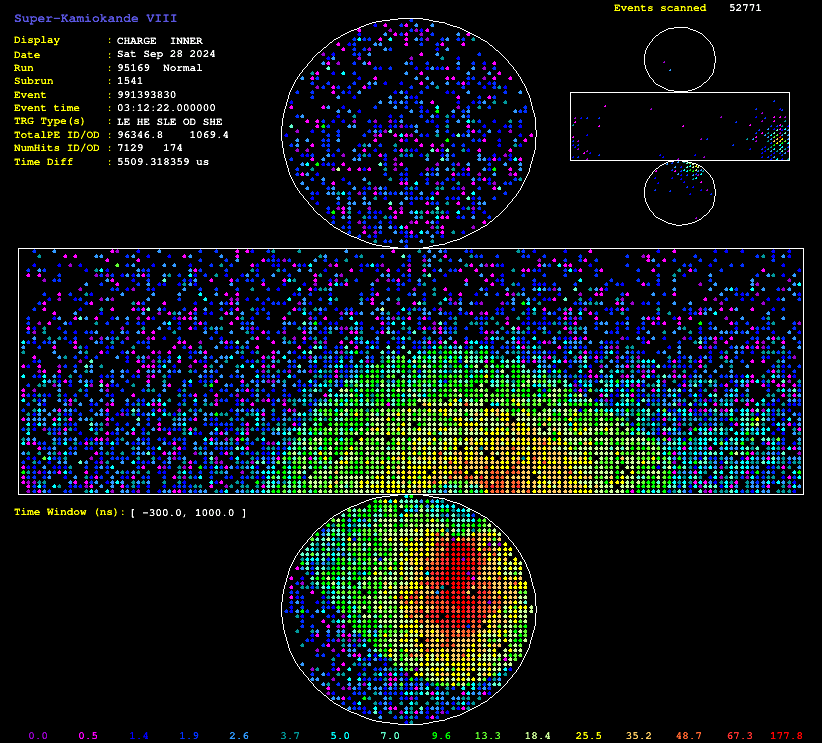 Super-Kamiokande VIII
Events scanned 52771
Display : CHARGE INNER
Date : Sat Sep 28 2024
Run : 95169 Normal
Subrun : 1541
Event : 991393830
Event time : 03:12:22.000000
TRG Type(s) : LE HE SLE OD SHE
TotalPE ID/OD : 96346.8 1069.4
NumHits ID/OD : 7129 174
Time Diff : 5509.318359 us
Time Window (ns): [ -300.0, 1000.0 ]
0.0 0.5 1.4 1.9 2.6 3.7 5.0 7.0 9.6 13.3 18.4 25.5 35.2 48.7 67.3 177.8